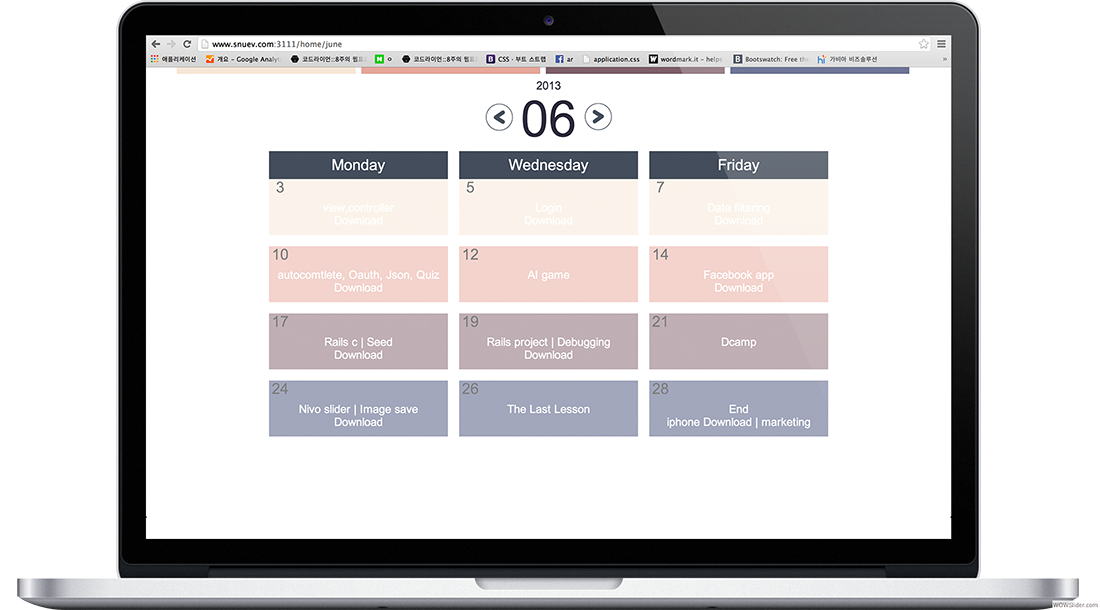 www.snuev.com:3111/home/june
애플리케이션 개요 - Google Analyt 코드라이언::8주의 웹프 o 코드라이언::8주의 웹프 CSS · 부트 스트랩 ar application.css wordmark.it - helps Bootswatch: Free the 가비아 비즈솔루션 »
2013
06
Monday Wednesday Friday
3 5 7
view,controller Login Data filtering
Download Download Download
10 12 14
autocomtlete, Oauth, Json, Quiz AI game Facebook app
Download Download
17 19 21
Rails c | Seed Rails project | Debugging Dcamp
Download Download
24 26 28
Nivo slider | Image save The Last Lesson End
Download iphone Download | marketing
WOWSlider.com